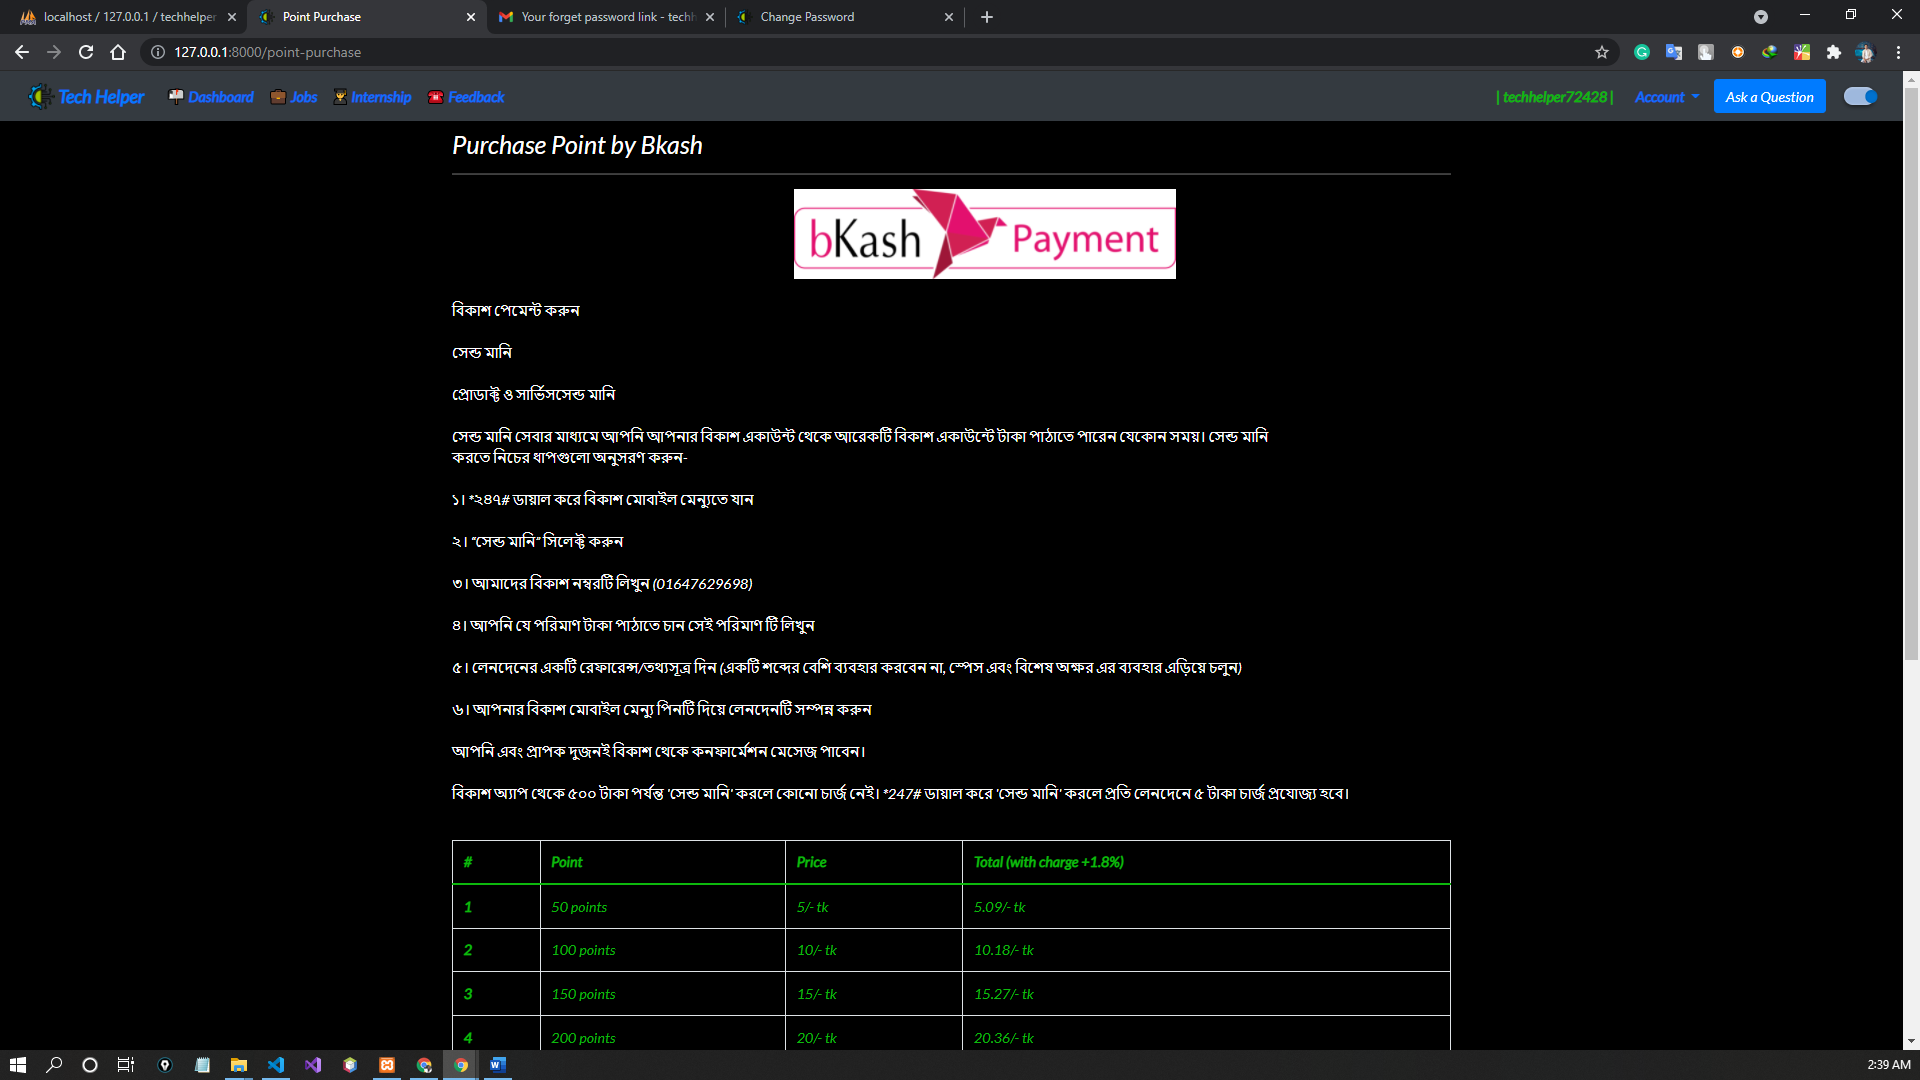 localhost / 127.0.0.1 / techhelper
Point Purchase
Your forget password link - techh
Change Password
127.0.0.1:8000/point-purchase
Tech Helper
Dashboard
Jobs
Internship
Feedback
| techhelper72428 |
Account
Ask a Question
Purchase Point by Bkash
bKash Payment
বিকাশ পেমেন্ট করুন
সেন্ড মানি
প্রোডাক্ট ও সার্ভিসসেন্ড মানি
সেন্ড মানি সেবার মাধ্যমে আপনি আপনার বিকাশ একাউন্ট থেকে আরেকটি বিকাশ একাউন্টে টাকা পাঠাতে পারেন যেকোন সময়। সেন্ড মানি
করতে নিচের ধাপগুলো অনুসরণ করুন-
১। *২৪৭# ডায়াল করে বিকাশ মোবাইল মেন্যুতে যান
২। “সেন্ড মানি” সিলেক্ট করুন
৩। আমাদের বিকাশ নম্বরটি লিখুন (01647629698)
৪। আপনি যে পরিমাণ টাকা পাঠাতে চান সেই পরিমাণ টি লিখুন
৫। লেনদেনের একটি রেফারেন্স/তথ্যসূত্র দিন (একটি শব্দের বেশি ব্যবহার করবেন না, স্পেস এবং বিশেষ অক্ষর এর ব্যবহার এড়িয়ে চলুন)
৬। আপনার বিকাশ মোবাইল মেন্যু পিনটি দিয়ে লেনদেনটি সম্পন্ন করুন
আপনি এবং প্রাপক দুজনই বিকাশ থেকে কনফার্মেশন মেসেজ পাবেন।
বিকাশ অ্যাপ থেকে ৫০০ টাকা পর্যন্ত 'সেন্ড মানি' করলে কোনো চার্জ নেই। *247# ডায়াল করে 'সেন্ড মানি' করলে প্রতি লেনদেনে ৫ টাকা চার্জ প্রযোজ্য হবে।
# Point Price Total (with charge +1.8%)
1 50 points 5/- tk 5.09/- tk
2 100 points 10/- tk 10.18/- tk
3 150 points 15/- tk 15.27/- tk
4 200 points 20/- tk 20.36/- tk
2:39 AM